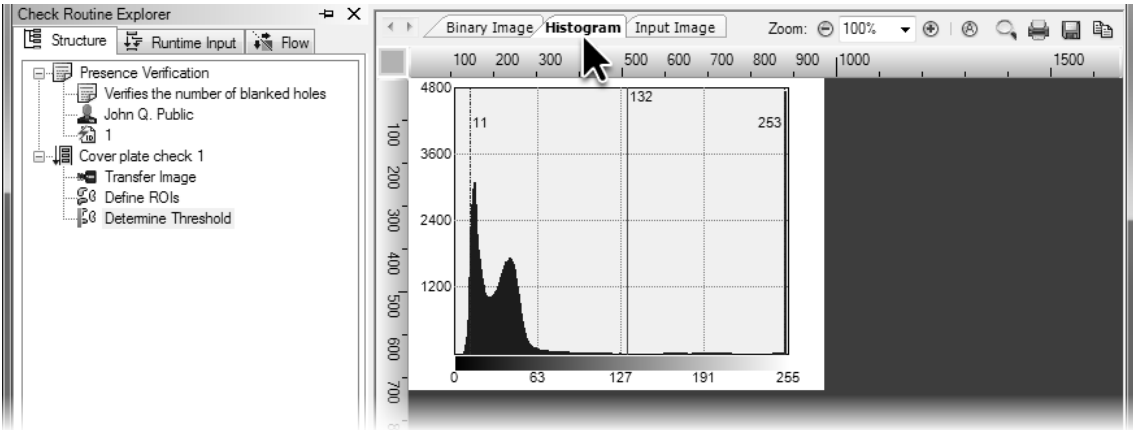 Check Routine Explorer
Structure Runtime Input Flow
Presence Verification
Verifies the number of blanked holes
John Q. Public
1
Cover plate check 1
Transfer Image
Define ROIs
Determine Threshold
Binary Image Histogram Input Image Zoom: 100%
100 200 300 500 600 700 800 900 1000 1500
100
200
300
400
500
600
700
4800
3600
2400
1200
11
132
253
0 63 127 191 255